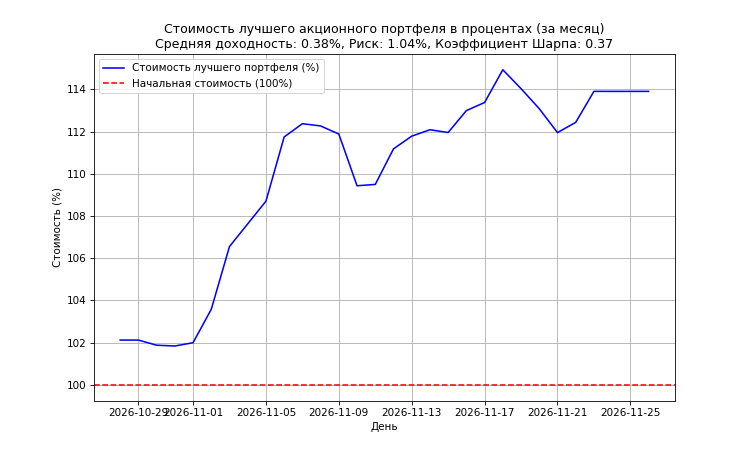 Стоимость лучшего акционного портфеля в процентах (за месяц)
Средняя доходность: 0.38%, Риск: 1.04%, Коэффициент Шарпа: 0.37
Стоимость лучшего портфеля (%)
Начальная стоимость (100%)
Стоимость (%)
114
112
110
108
106
104
102
100
2026-10-29 2026-11-01 2026-11-05 2026-11-09 2026-11-13 2026-11-17 2026-11-21 2026-11-25
День